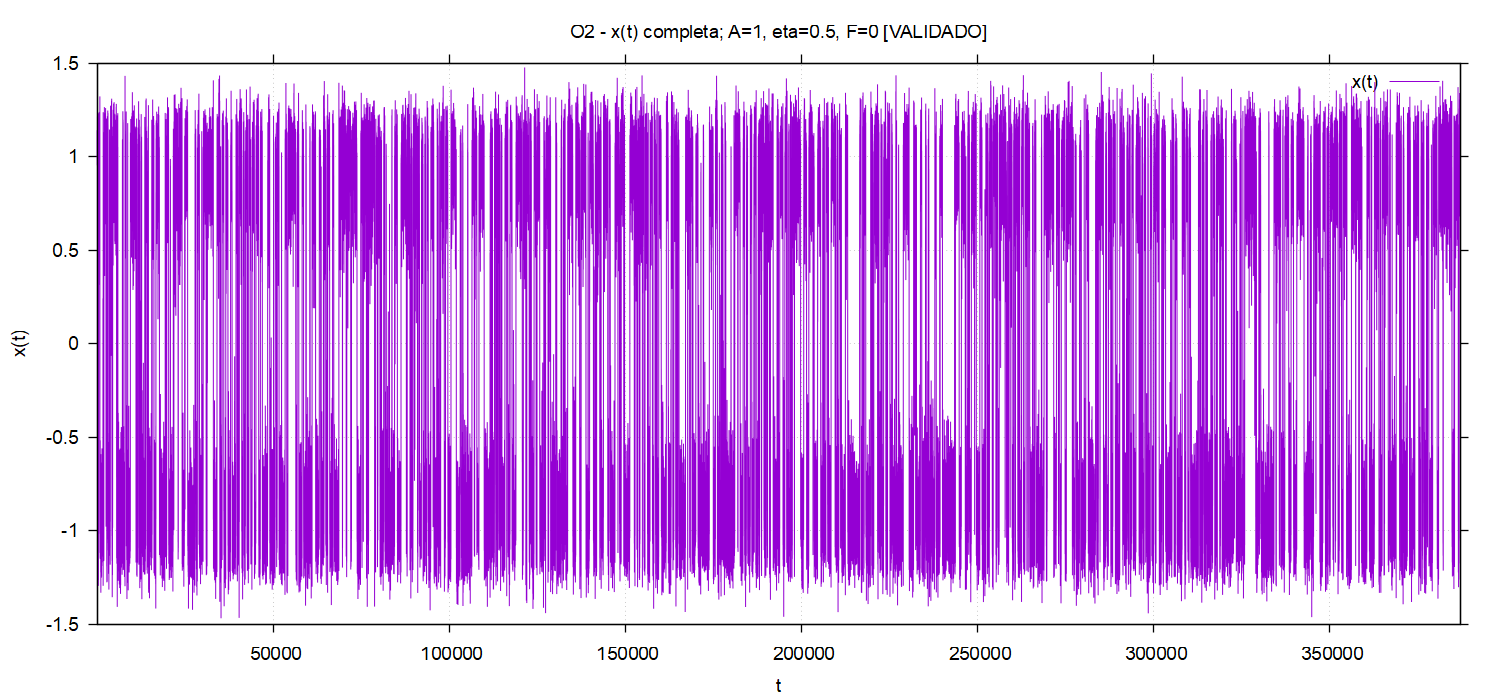 O2 - x(t) completa; A=1, eta=0.5, F=0 [VALIDADO]
x(t)
1.5
1
0.5
0
-0.5
-1
-1.5
x(t)
50000 100000 150000 200000 250000 300000 350000
t